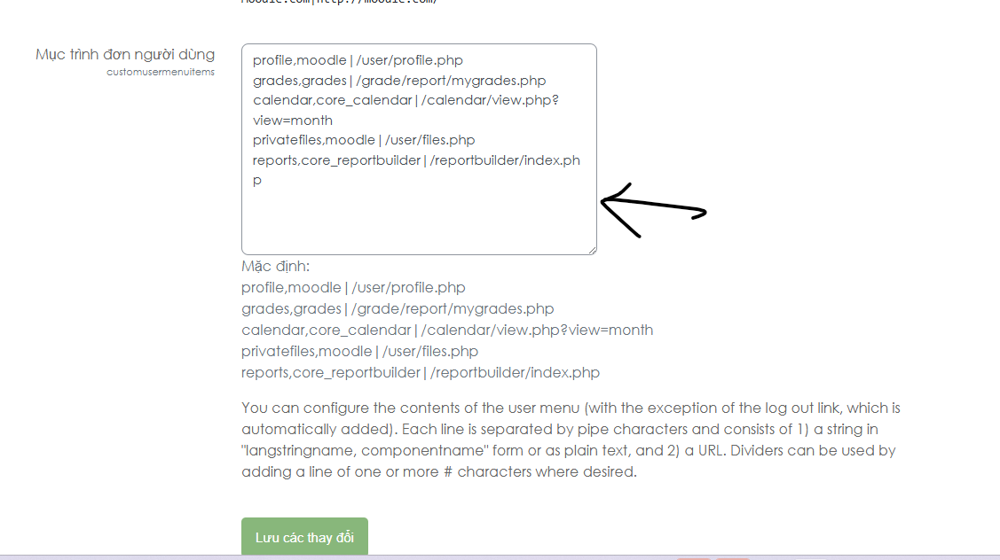 moodle.com|http://moodle.com/
Mục trình đơn người dùng
customusermenuitems
profile,moodle|/user/profile.php
grades,grades|/grade/report/mygrades.php
calendar,core_calendar|/calendar/view.php?
view=month
privatefiles,moodle|/user/files.php
reports,core_reportbuilder|/reportbuilder/index.ph
p
Mặc định:
profile,moodle|/user/profile.php
grades,grades|/grade/report/mygrades.php
calendar,core_calendar|/calendar/view.php?view=month
privatefiles,moodle|/user/files.php
reports,core_reportbuilder|/reportbuilder/index.php
You can configure the contents of the user menu (with the exception of the log out link, which is
automatically added). Each line is separated by pipe characters and consists of 1) a string in
"langstringname, componentname" form or as plain text, and 2) a URL. Dividers can be used by
adding a line of one or more # characters where desired.
Lưu các thay đổi